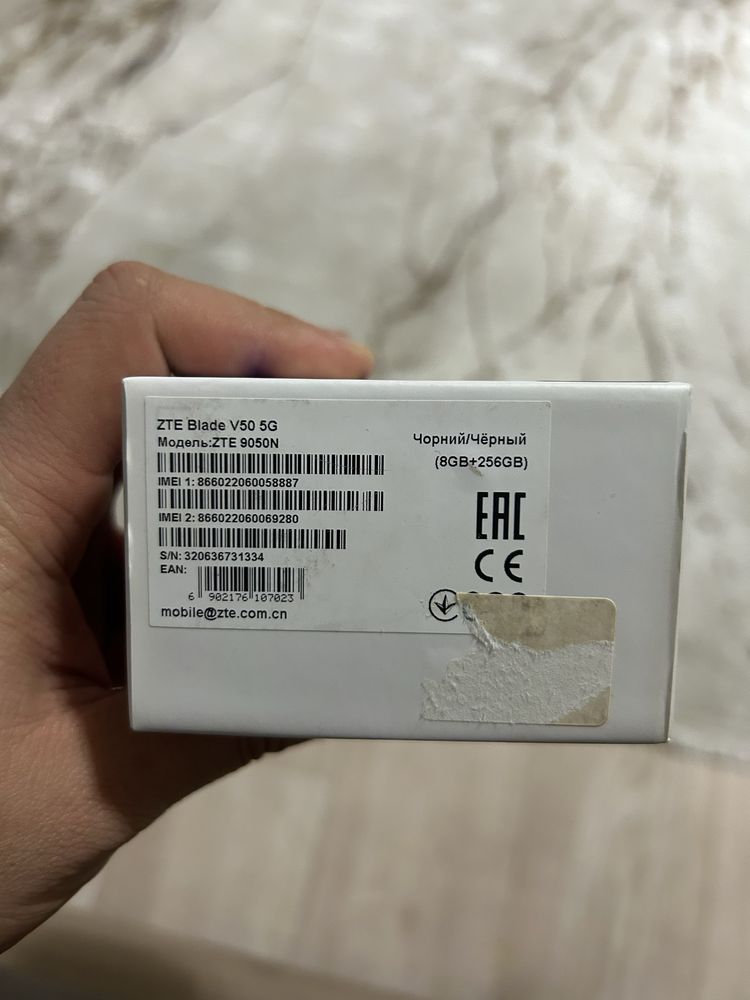 ZTE Blade V50 5G
Модель:ZTE 9050N
Чорний/Чёрный
(8GB+256GB)
IMEI 1: 866022060058887
IMEI 2: 866022060069280
S/N: 320636731334
EAN:
6 902176 107023
mobile@zte.com.cn
EAC
CE